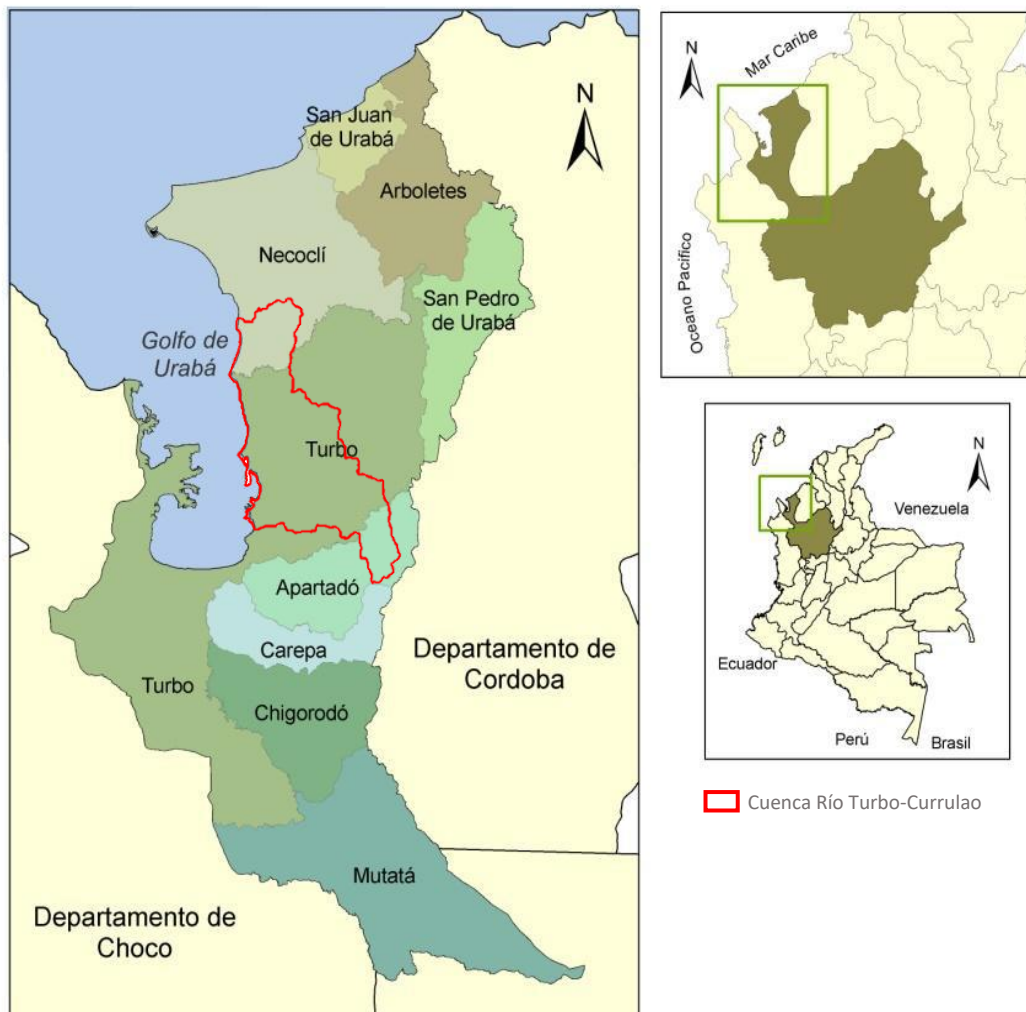 San Juan
de Urabá
N
Arboletes
Necoclí
San Pedro
de Urabá
Golfo de
Urabá
Turbo
Apartadó
Carepa
Departamento de
Cordoba
Turbo
Chigorodó
Mutatá
Departamento de
Choco
N
Mar Caribe
Oceano Pacífico
N
Venezuela
Ecuador
Perú
Brasil
Cuenca Río Turbo-Currulao